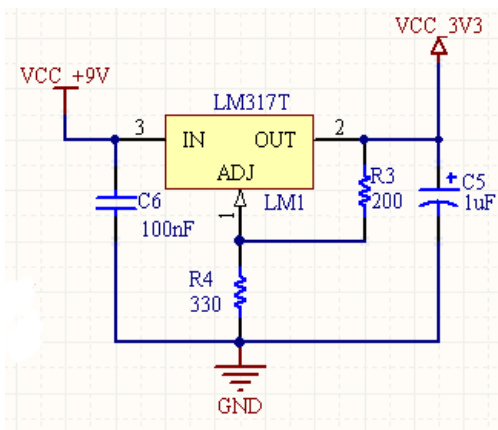 VCC_3V3
VCC_+9V
LM317T
3
IN
OUT
2
ADJ
LM1
1
R3
200
C5
1uF
+
C6
100nF
R4
330
GND